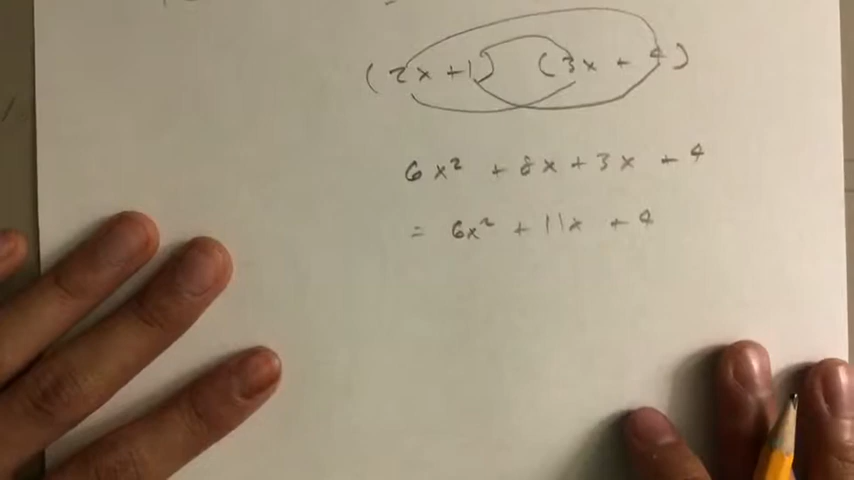 (2x +1) (3x + 4)
6x² + 8x + 3x + 4
= 6x² + 11x + 4